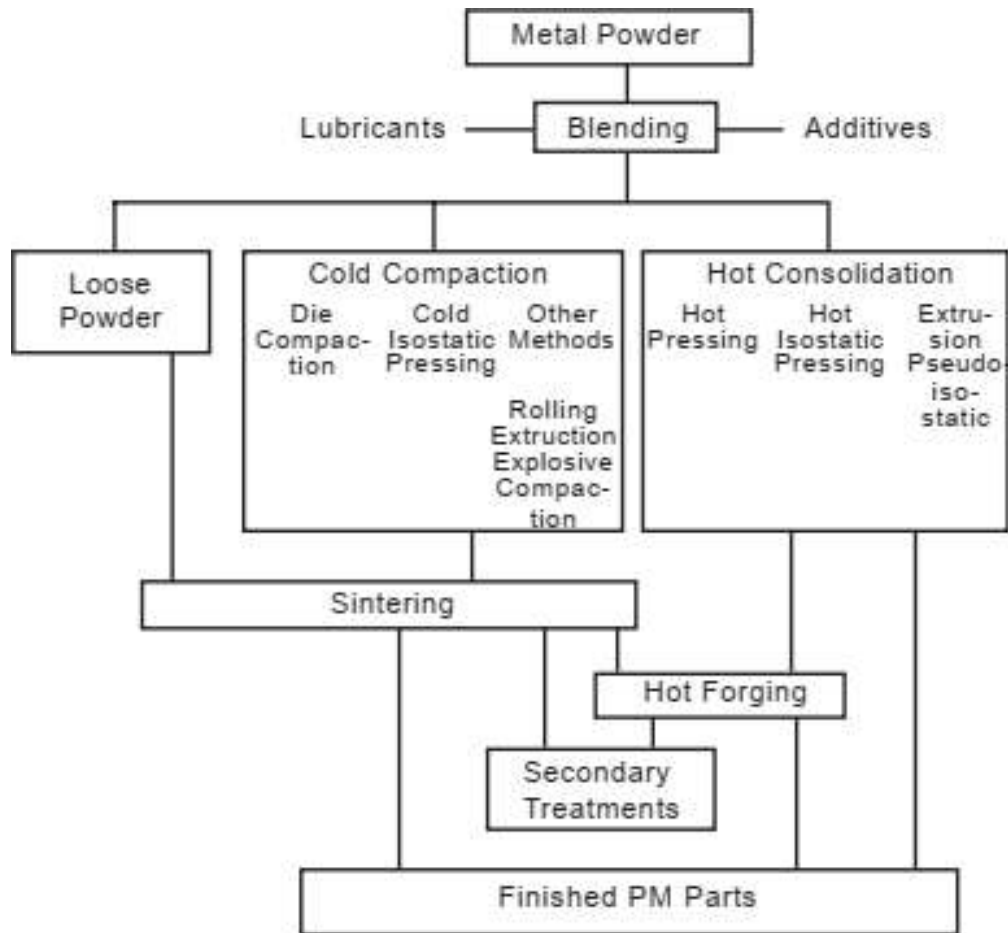 Metal Powder
Lubricants
Blending
Additives
Loose
Powder
Cold Compaction
Die
Compac-
tion
Cold
Isostatic
Pressing
Other
Methods
Rolling
Extruction
Explosive
Compac-
tion
Hot Consolidation
Hot
Pressing
Hot
Isostatic
Pressing
Extru-
sion
Pseudo-
iso-
static
Sintering
Hot Forging
Secondary
Treatments
Finished PM Parts